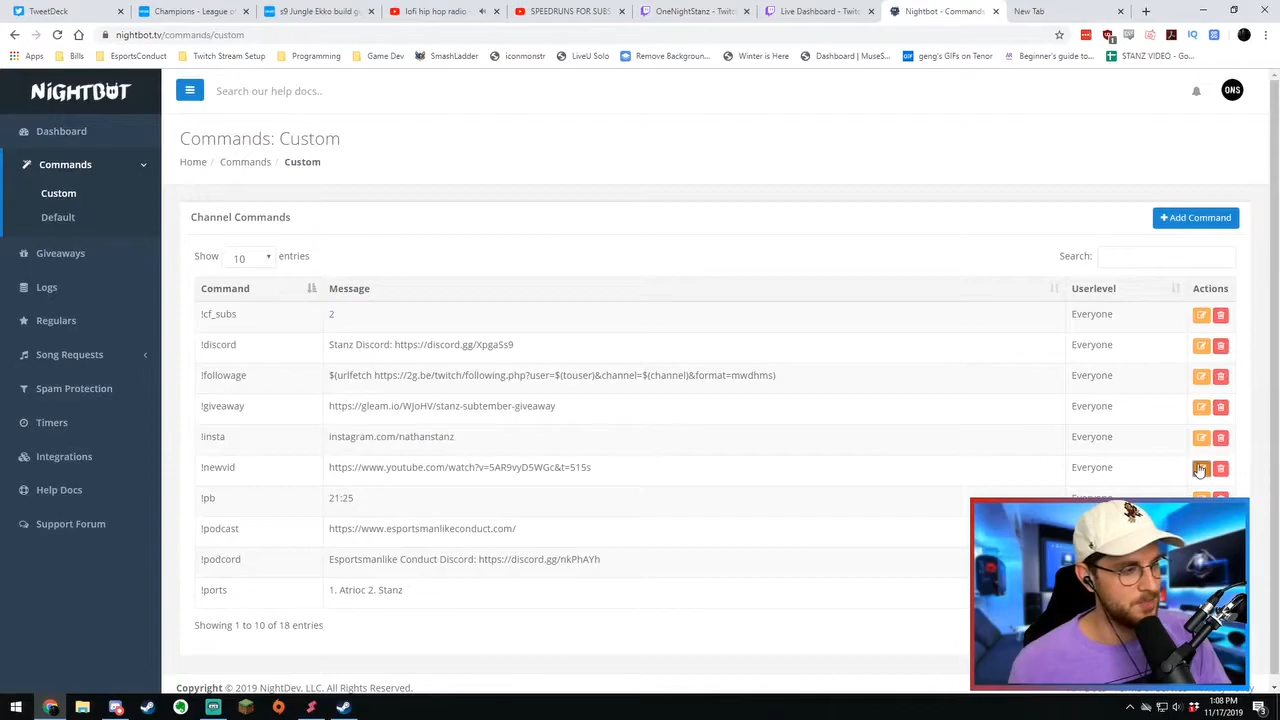 TweetDeck
Champions - League of
s9 Jungle Ekko build g
lofi hip hop radio -
SPEEDRUNS FOR SUBS
OneNightStanz - Twitc
Live Dashboard - Twitc
Nightbot - Commands
New Tab
nightbot.tv/commands/custom
Apps
Bills
EsportsConduct
Twitch Stream Setup
Programming
Game Dev
SmashLadder
iconmonstr
LiveU Solo
Remove Backgroun...
Winter is Here
Dashboard | MuseS...
geng's GIFs on Tenor
Beginner's guide to...
STANZ VIDEO - Go...
NIGHTBOT
Search our help docs..
ONS
Dashboard
Commands
Custom
Default
Giveaways
Logs
Regulars
Song Requests
Spam Protection
Timers
Integrations
Help Docs
Support Forum
Commands: Custom
Home / Commands / Custom
Channel Commands
+ Add Command
Show 10 entries
Search:
Command Message Userlevel Actions
!cf_subs 2 Everyone
!discord Stanz Discord: https://discord.gg/XpgaSs9 Everyone
!followage $(urlfetch https://2g.be/twitch/following.php?user=$(touser)&channel=$(channel)&format=mwdhms) Everyone
!giveaway https://gleam.io/WJoHV/stanz-subtember-giveaway Everyone
!insta instagram.com/nathanstanz Everyone
!newvid https://www.youtube.com/watch?v=5AR9vyD5WGc&t=515s Everyone
!pb 21:25 Everyone
!podcast https://www.esportsmanlikeconduct.com/
!podcord Esportsmanlike Conduct Discord: https://discord.gg/nkPhAYh
!ports 1. Atrioc 2. Stanz
Showing 1 to 10 of 18 entries
Copyright © 2019 NightDev, LLC. All Rights Reserved.
1:08 PM
11/17/2019